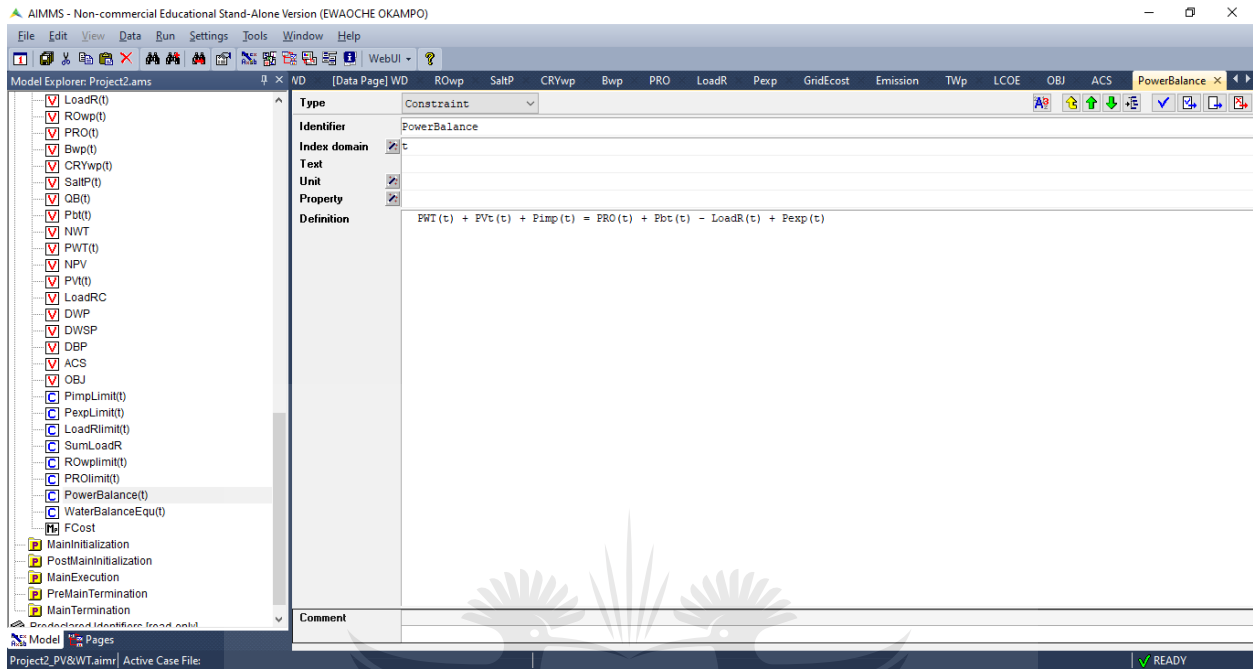 AIMMS - Non-commercial Educational Stand-Alone Version (EWAOCHE OKAMPO)
File Edit View Data Run Settings Tools Window Help
WebUI
Model Explorer: Project2.ams
WD [Data Page] WD ROwp SaltP CRYwp Bwp PRO LoadR Pexp GridEcost Emission TWp LCOE OBJ ACS PowerBalance
LoadR(t)
ROwp(t)
PRO(t)
Bwp(t)
CRYwp(t)
SaltP(t)
QB(t)
Pbt(t)
NWT
PWT(t)
NPV
PVt(t)
LoadRC
DWP
DWSP
DBP
ACS
OBJ
PimpLimit(t)
PexpLimit(t)
LoadRlimit(t)
SumLoadR
ROwplimit(t)
PROlimit(t)
PowerBalance(t)
WaterBalanceEqu(t)
FCost
MainInitialization
PostMainInitialization
MainExecution
PreMainTermination
MainTermination
Predeclared Identifiers [read-only]
Model Pages
Type Constraint
Identifier PowerBalance
Index domain t
Text
Unit
Property
Definition PWT(t) + PVt(t) + Pimp(t) = PRO(t) + Pbt(t) - LoadR(t) + Pexp(t)
Comment
Project2_PV&WT.aimr Active Case File: READY